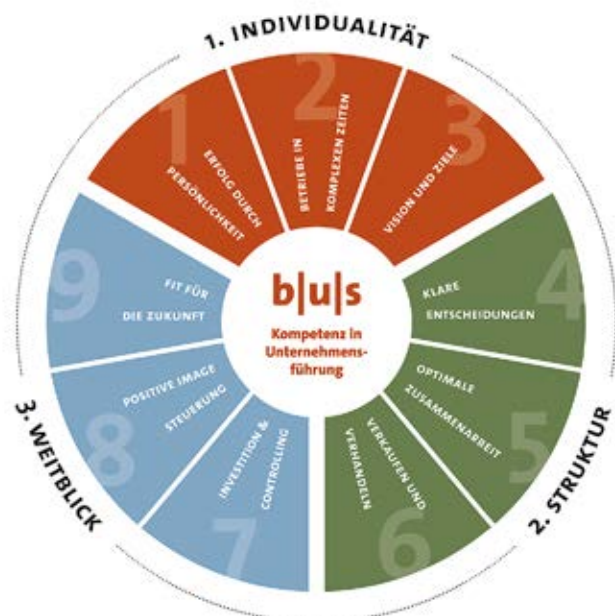 1. INDIVIDUALITÄT
1
ERFOLG DURCH
PERSÖNLICHKEIT
2
BETRIEBE IN
KOMPLEXEN ZEITEN
3
VISION UND ZIELE
4
KLARE
ENTSCHEIDUNGEN
5
OPTIMALE
ZUSAMMENARBEIT
6
VERKAUFEN UND
VERHANDELN
2. STRUKTUR
7
INVESTITION &
CONTROLLING
8
POSITIVE IMAGE
STEUERUNG
9
FIT FÜR
DIE ZUKUNFT
3. WEITBLICK
b|u|s
Kompetenz in
Unternehmens-
führung